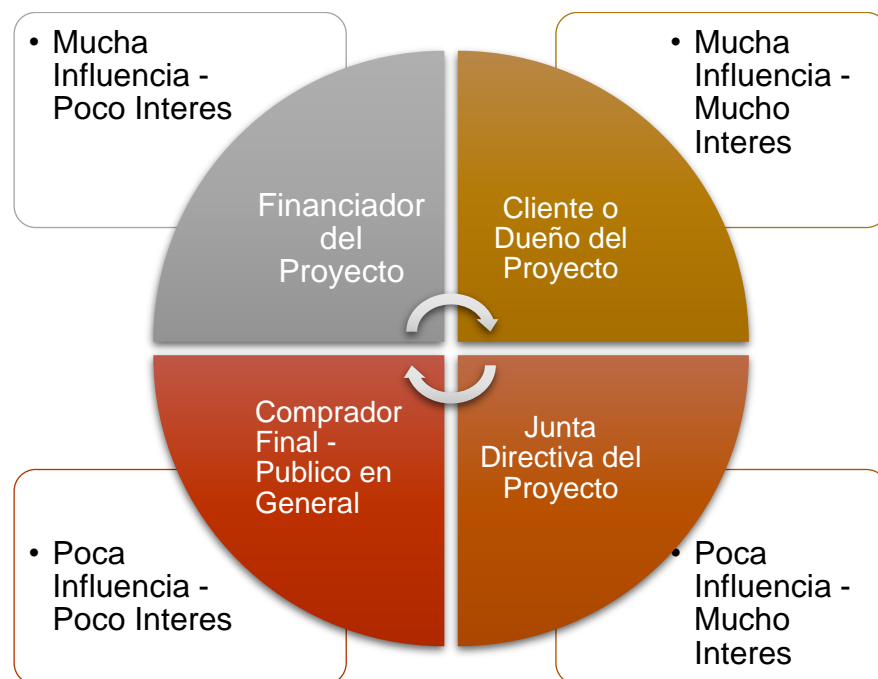 • Mucha
Influencia -
Poco Interes
• Mucha
Influencia -
Mucho
Interes
Financiador
del
Proyecto
Cliente o
Dueño del
Proyecto
Comprador
Final -
Publico en
General
Junta
Directiva del
Proyecto
• Poca
Influencia -
Poco Interes
• Poca
Influencia -
Mucho
Interes